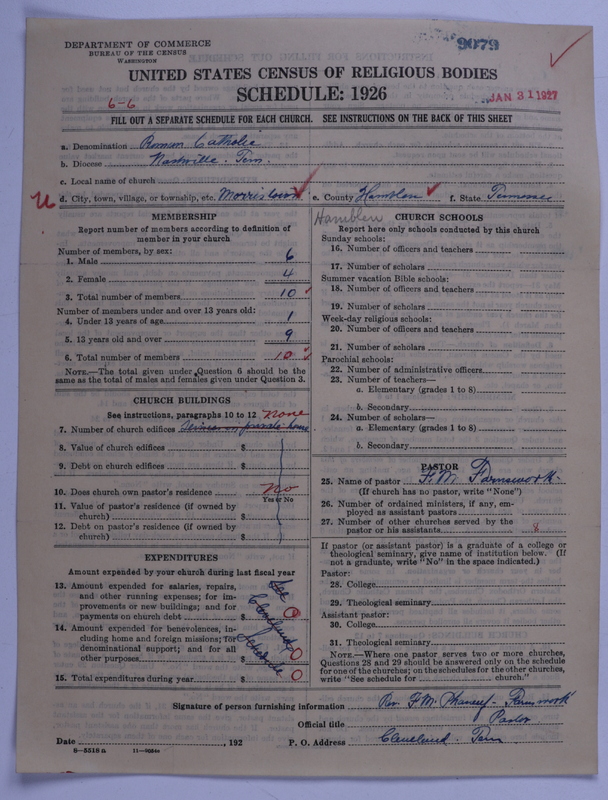 9079
DEPARTMENT OF COMMERCE
BUREAU OF THE CENSUS
WASHINGTON
UNITED STATES CENSUS OF RELIGIOUS BODIES
SCHEDULE: 1926
6-6
JAN 31 1927
FILL OUT A SEPARATE SCHEDULE FOR EACH CHURCH. SEE INSTRUCTIONS ON THE BACK OF THIS SHEET
a. Denomination Roman Catholic
b. Diocese Nashville. Tenn.
c. Local name of church
d. City, town, village, or township, etc. Morristown e. County Hamblen f. State Tennessee
MEMBERSHIP
Report number of members according to definition of member in your church
Number of members, by sex:
1. Male 6
2. Female 4
3. Total number of members 10
Number of members under and over 13 years old:
4. Under 13 years of age 1
5. 13 years old and over 9
6. Total number of members 10
NOTE.—The total given under Question 6 should be the same as the total of males and females given under Question 3.
CHURCH BUILDINGS
See instructions, paragraphs 10 to 12 none
7. Number of church edifices Services in private home
8. Value of church edifices $
9. Debt on church edifices $
10. Does church own pastor's residence No
Yes or No
11. Value of pastor's residence (if owned by church) $
12. Debt on pastor's residence (if owned by church) $
EXPENDITURES
Amount expended by your church during last fiscal year
13. Amount expended for salaries, repairs, and other running expenses; for improvements or new buildings; and for payments on church debt $ 0
14. Amount expended for benevolences, including home and foreign missions; for denominational support; and for all other purposes $ 0
15. Total expenditures during year $ 0
See Cleveland schedule
Hamblen
CHURCH SCHOOLS
Report here only schools conducted by this church
Sunday schools:
16. Number of officers and teachers
17. Number of scholars
Summer vacation Bible schools:
18. Number of officers and teachers
19. Number of scholars
Week-day religious schools:
20. Number of officers and teachers
21. Number of scholars
Parochial schools:
22. Number of administrative officers
23. Number of teachers—
a. Elementary (grades 1 to 8)
b. Secondary
24. Number of scholars—
a. Elementary (grades 1 to 8)
b. Secondary
PASTOR
25. Name of pastor F. M. Farnswork
(If church has no pastor, write "None")
26. Number of ordained ministers, if any, employed as assistant pastors
27. Number of other churches served by the pastor or his assistants 8
If pastor (or assistant pastor) is a graduate of a college or theological seminary, give name of institution below. (If not a graduate, write "No" in the space indicated.)
Pastor:
28. College
29. Theological seminary
Assistant pastor:
30. College
31. Theological seminary
NOTE.—Where one pastor serves two or more churches, Questions 28 and 29 should be answered only on the schedule for one of the churches; on the schedules for the other churches, write "See schedule for church."
Signature of person furnishing information Rev. F. M. Phaneuf - Farnswork
Official title Pastor
Date , 192 P. O. Address Cleveland. Tenn
8—5518 a 11—9054a